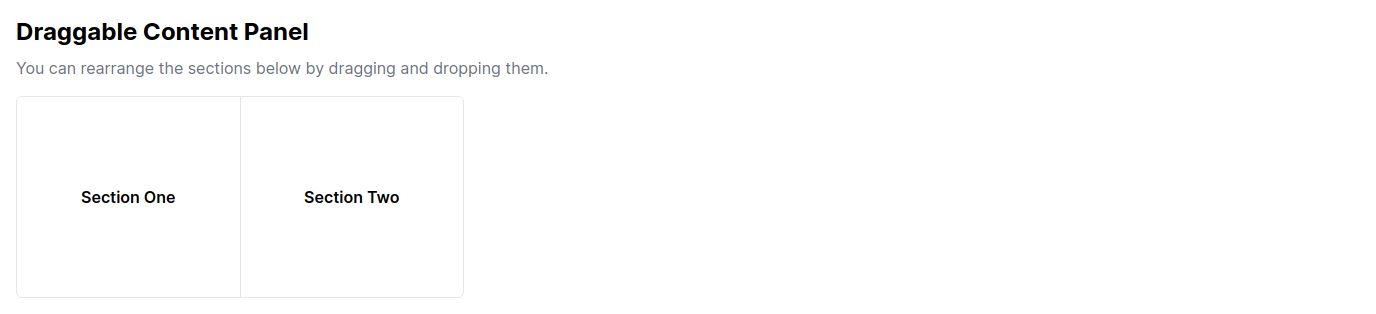 Draggable Content Panel
You can rearrange the sections below by dragging and dropping them.
Section One
Section Two